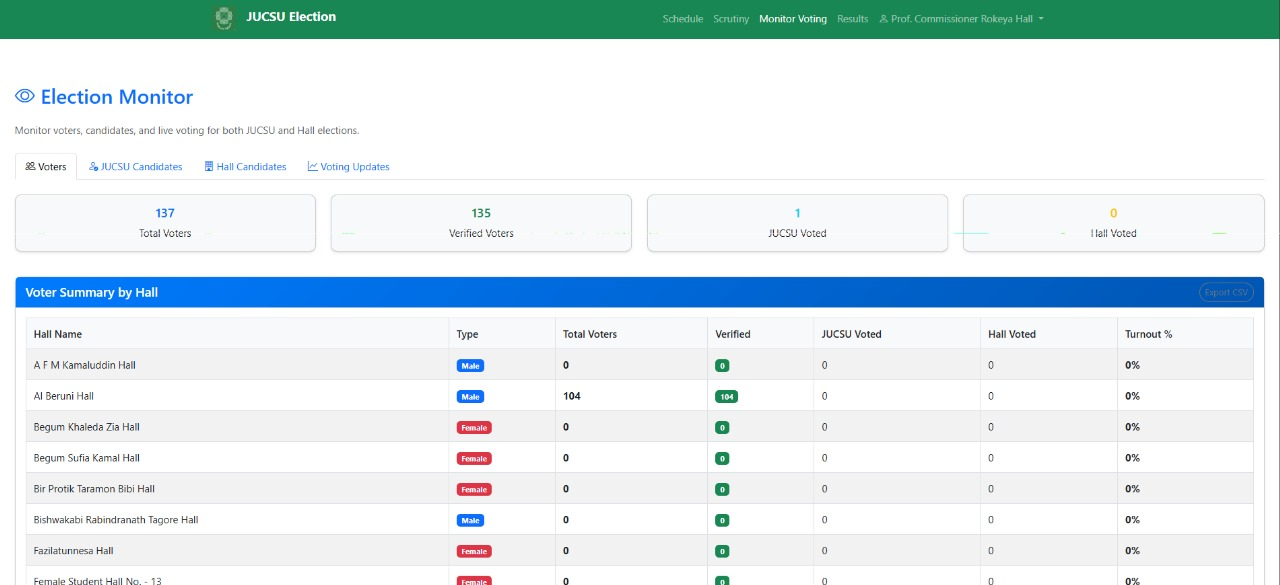 JUCSU Election
Schedule Scrutiny Monitor Voting Results Prof. Commissioner Rokeya Hall
Election Monitor
Monitor voters, candidates, and live voting for both JUCSU and Hall elections.
Voters JUCSU Candidates Hall Candidates Voting Updates
137 135 1 0
Total Voters Verified Voters JUCSU Voted Hall Voted
Voter Summary by Hall Export CSV
Hall Name Type Total Voters Verified JUCSU Voted Hall Voted Turnout %
A F M Kamaluddin Hall Male 0 0 0 0 0%
Al Beruni Hall Male 104 104 0 0 0%
Begum Khaleda Zia Hall Female 0 0 0 0 0%
Begum Sufia Kamal Hall Female 0 0 0 0 0%
Bir Protik Taramon Bibi Hall Female 0 0 0 0 0%
Bishwakabi Rabindranath Tagore Hall Male 0 0 0 0 0%
Fazilatunnesa Hall Female 0 0 0 0 0%
Female Student Hall No. - 13 Female 0 0 0 0 0%